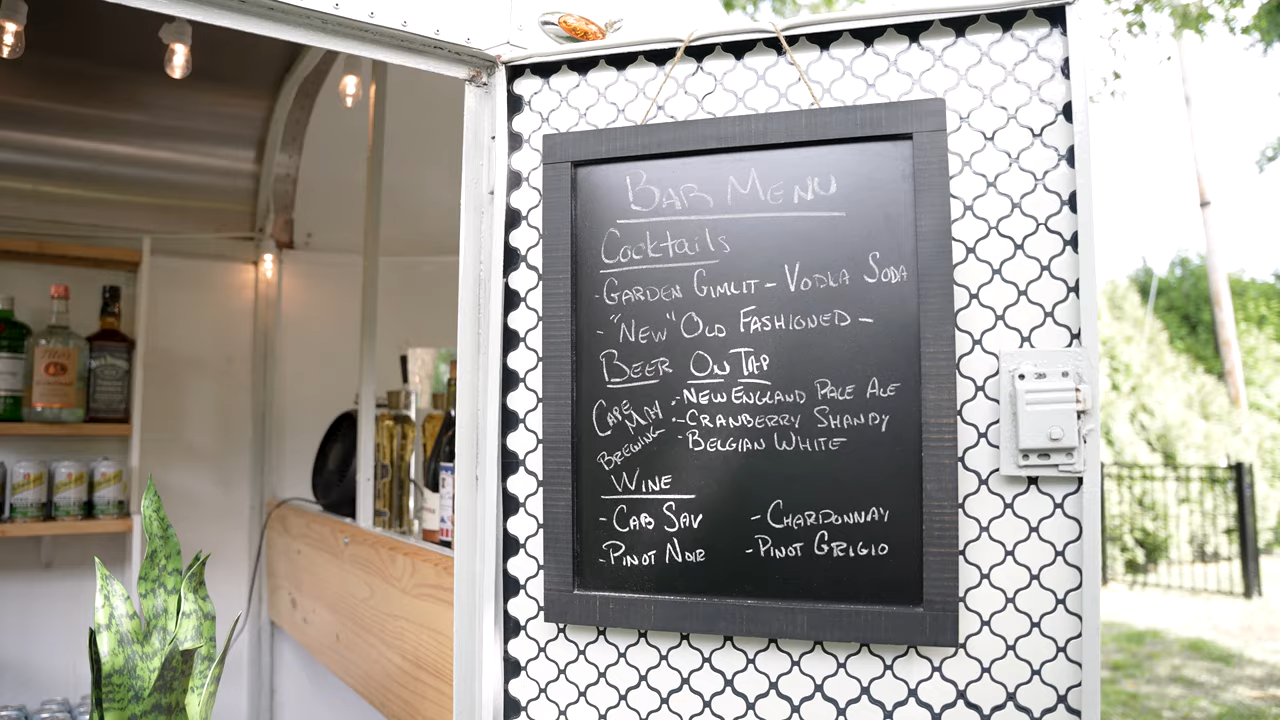 BAR MENU
Cocktails
- GARDEN GIMLIT - VODKA SODA
- "NEW" OLD FASHIONED -
BEER ON TAP
CAPE MAY BREWING
- NEW ENGLAND PALE ALE
- CRANBERRY SHANDY
- BELGIAN WHITE
WINE
- CAB SAV - CHARDONNAY
- PINOT NOIR - PINOT GRIGIO
Tito's